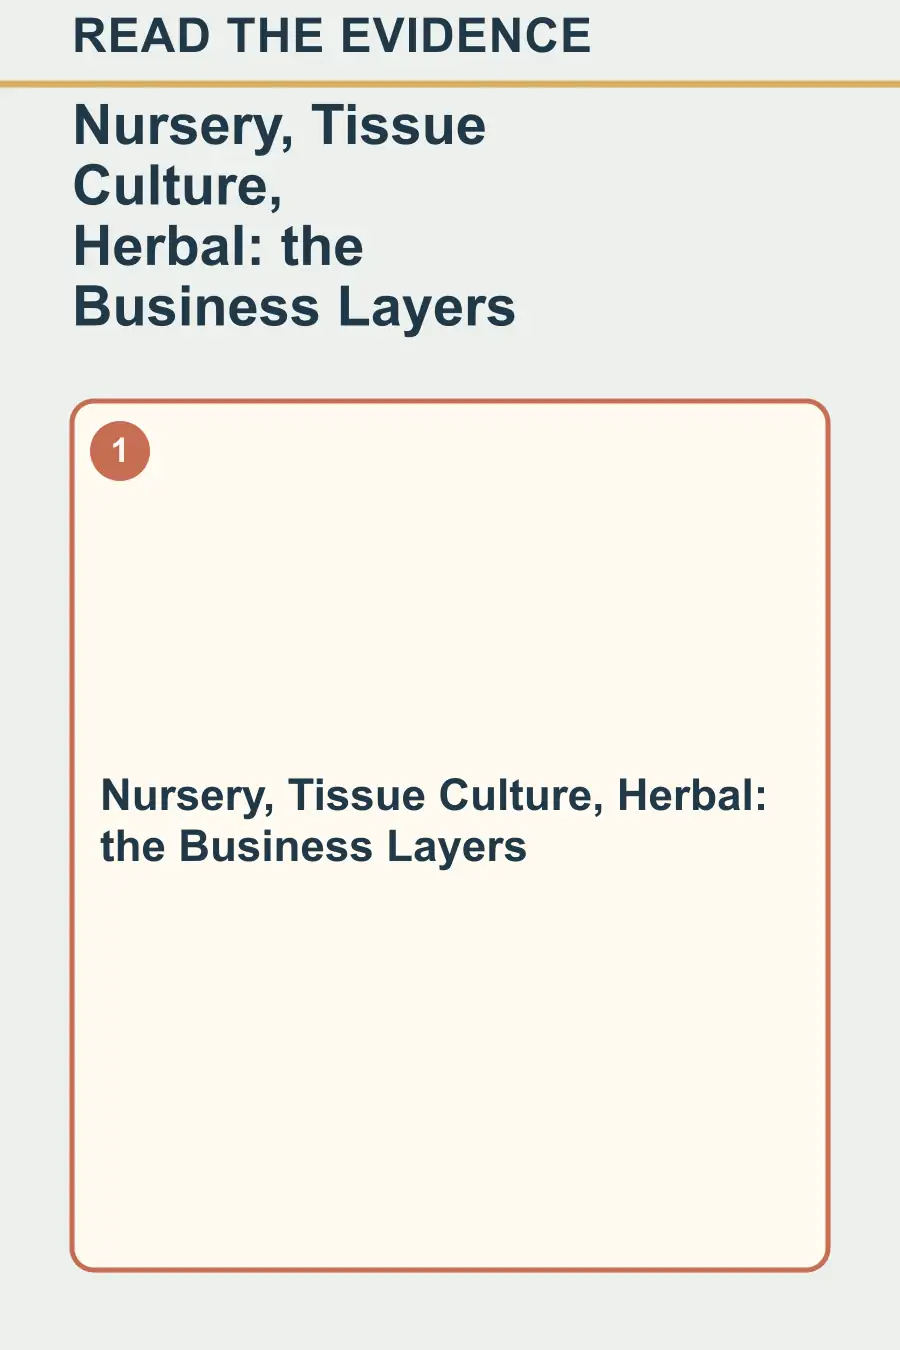 READ THE EVIDENCE
Nursery, Tissue
Culture,
Herbal: the
Business Layers
1
Nursery, Tissue Culture, Herbal:
the Business Layers